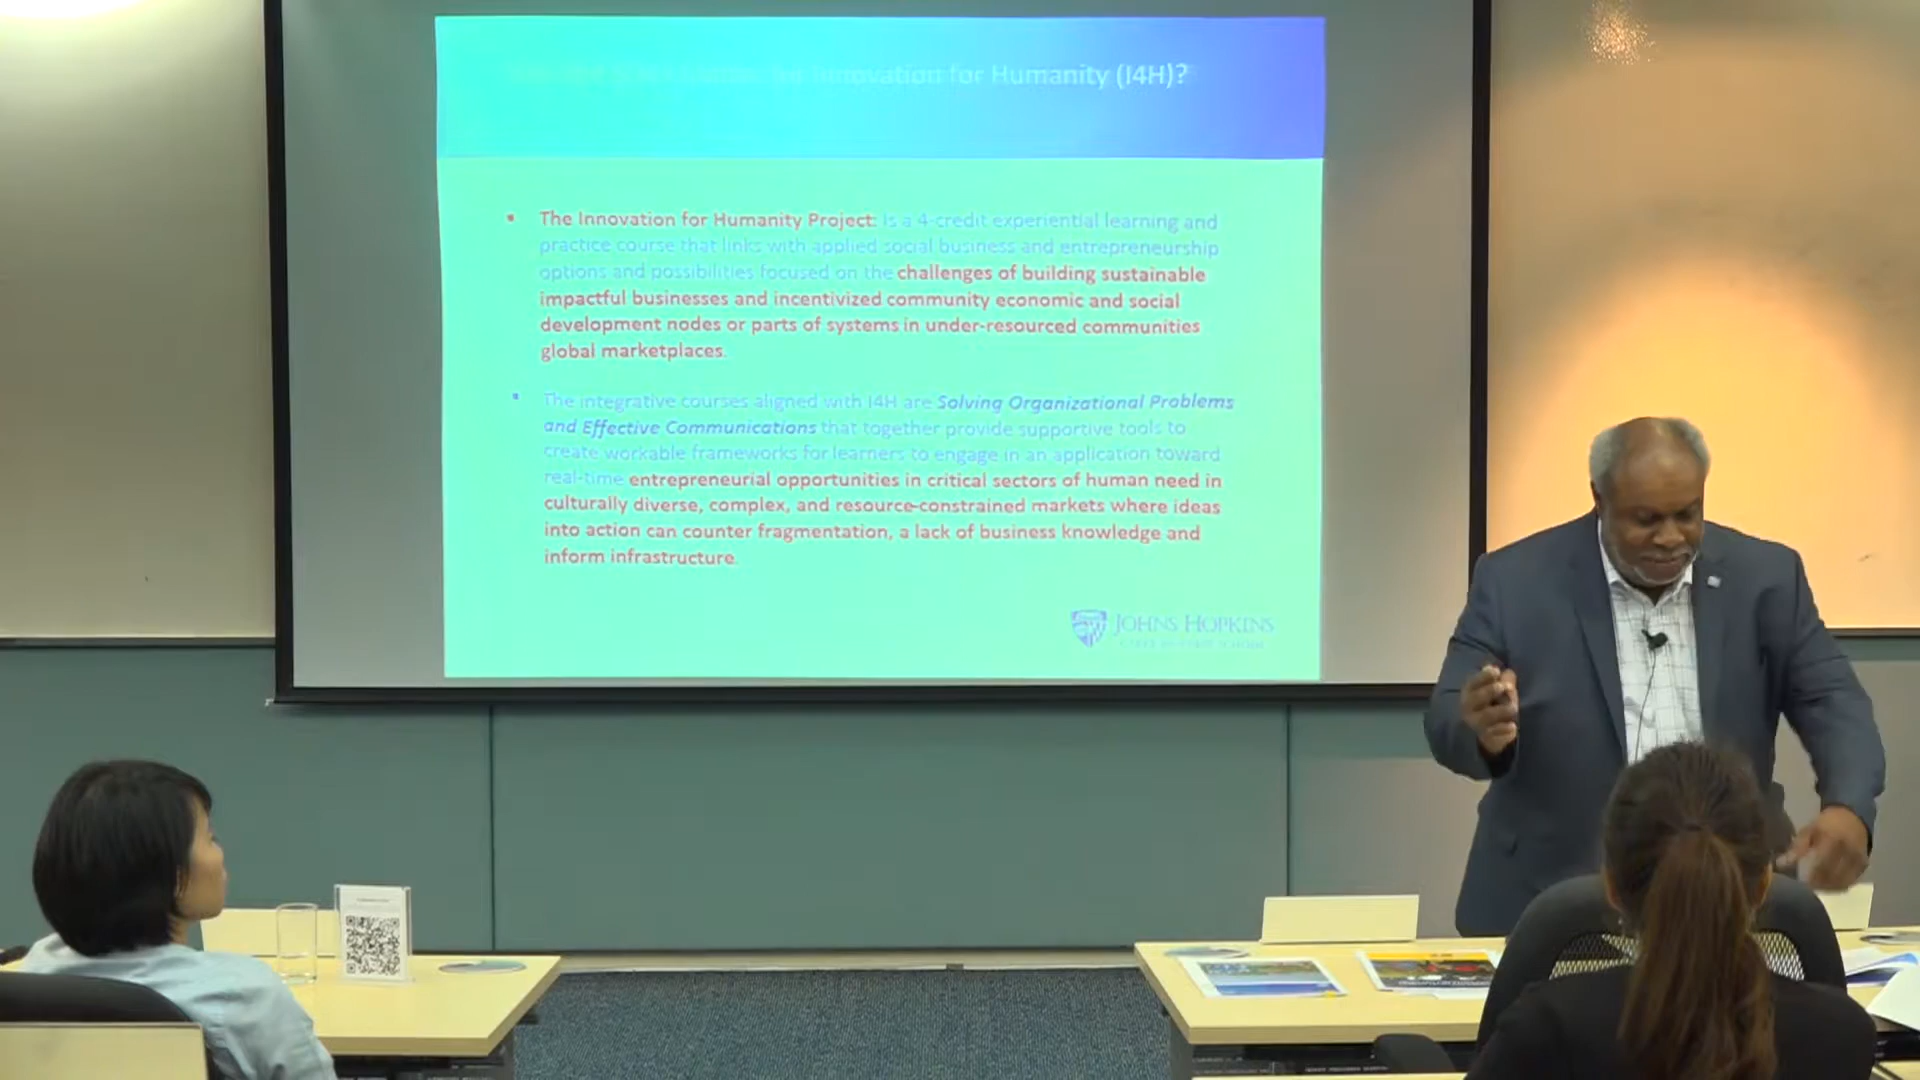 Innovation for Humanity (I4H)?
The Innovation for Humanity Project: Is a 4-credit experiential learning and
practice course that links with applied social business and entrepreneurship
options and possibilities focused on the challenges of building sustainable
impactful businesses and incentivized community economic and social
development nodes or parts of systems in under-resourced communities
global marketplaces.
The integrative courses aligned with I4H are Solving Organizational Problems
and Effective Communications that together provide supportive tools to
create workable frameworks for learners to engage in an application toward
real-time entrepreneurial opportunities in critical sectors of human need in
culturally diverse, complex, and resource-constrained markets where ideas
into action can counter fragmentation, a lack of business knowledge and
inform infrastructure.
JOHNS HOPKINS